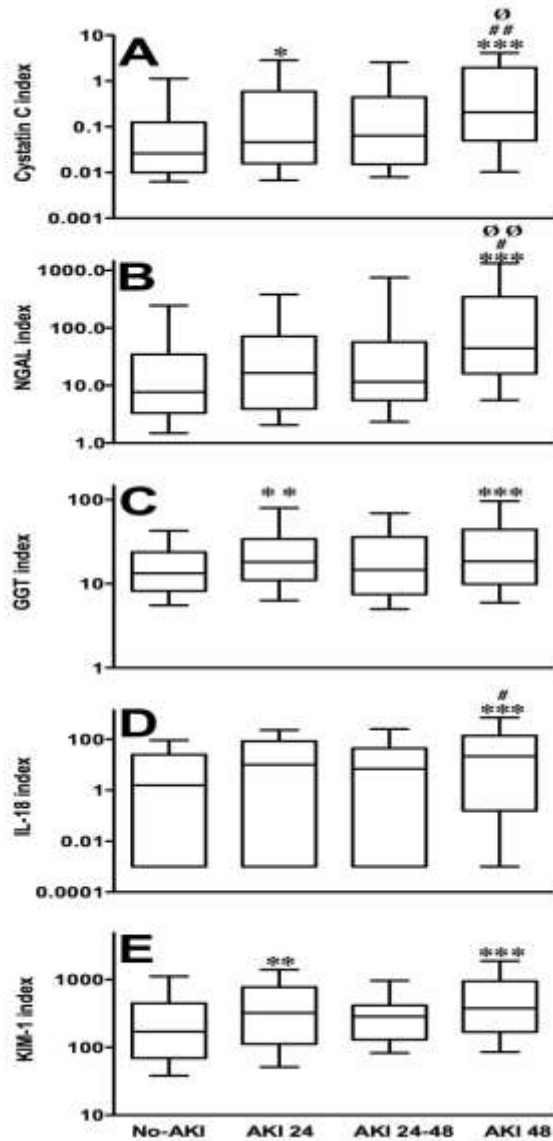 Ø
# #
A
*
***
10
1
0.1
0.01
0.001
Cystatin C index
Ø Ø
#
B
***
1000.0
100.0
10.0
1.0
NGAL index
C
* *
***
100
10
1
GGT index
#
D
***
100
1
0.01
0.0001
IL-18 index
E
**
***
1000
100
10
KIM-1 index
No-AKI AKI 24 AKI 24-48 AKI 48